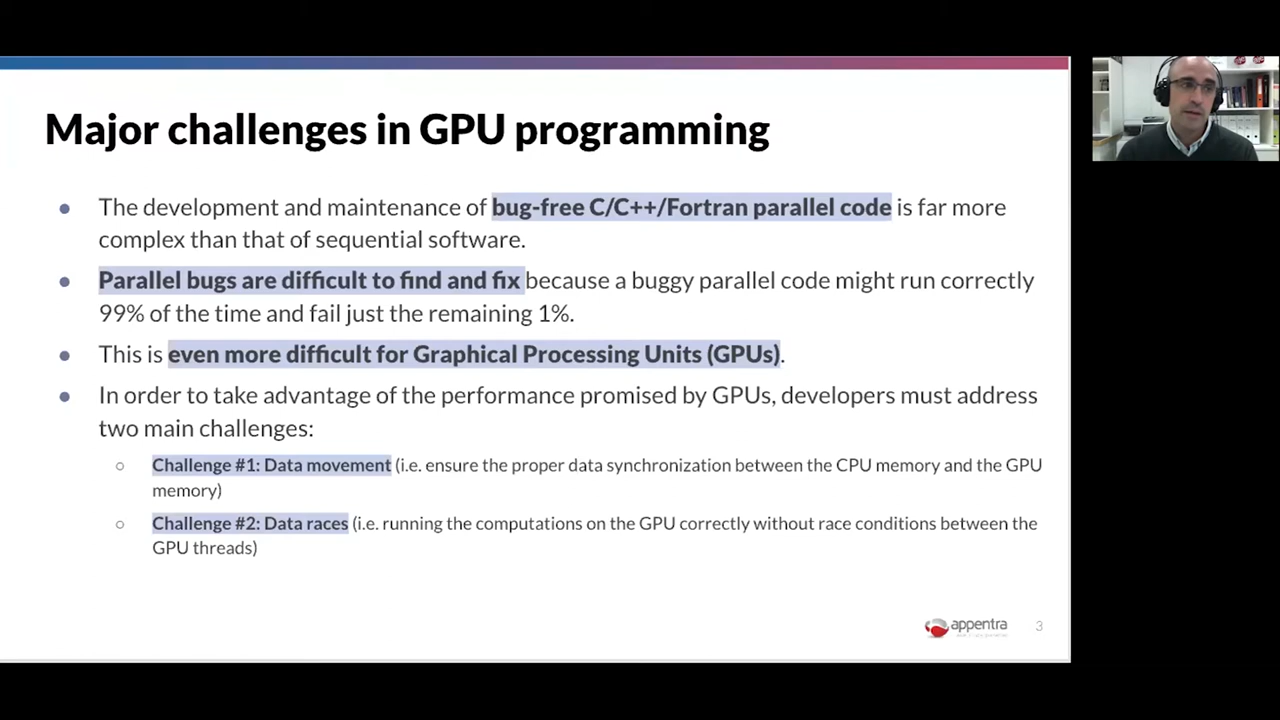 Major challenges in GPU programming
● The development and maintenance of bug-free C/C++/Fortran parallel code is far more
complex than that of sequential software.
● Parallel bugs are difficult to find and fix because a buggy parallel code might run correctly
99% of the time and fail just the remaining 1%.
● This is even more difficult for Graphical Processing Units (GPUs).
● In order to take advantage of the performance promised by GPUs, developers must address
two main challenges:
○ Challenge #1: Data movement (i.e. ensure the proper data synchronization between the CPU memory and the GPU
memory)
○ Challenge #2: Data races (i.e. running the computations on the GPU correctly without race conditions between the
GPU threads)
appentra
3